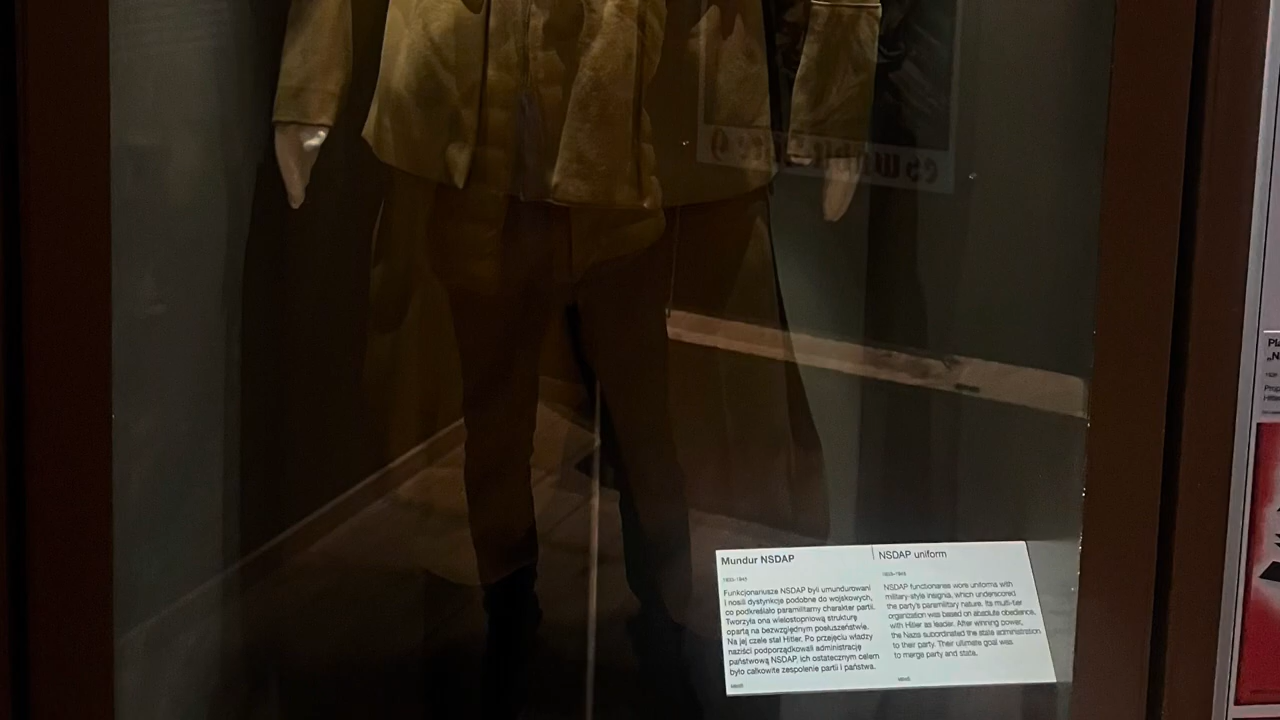 Mundur NSDAP
1933–1945
Funkcjonariusze NSDAP byli umundurowani
i nosili dystynkcje podobne do wojskowych,
co podkreślało paramilitarny charakter partii.
Tworzyła ona wielostopniową strukturę
opartą na bezwzględnym posłuszeństwie.
Na jej czele stał Hitler. Po przejęciu władzy
naziści podporządkowali administrację
państwową NSDAP, ich ostatecznym celem
było całkowite zespolenie partii i państwa.
NSDAP uniform
1933–1945
NSDAP functionaries wore uniforms with
military-style insignia, which underscored
the party's paramilitary nature. Its multi-tier
organization was based on absolute obedience,
with Hitler as leader. After winning power,
the Nazis subordinated the state administration
to their party. Their ultimate goal was
to merge party and state.